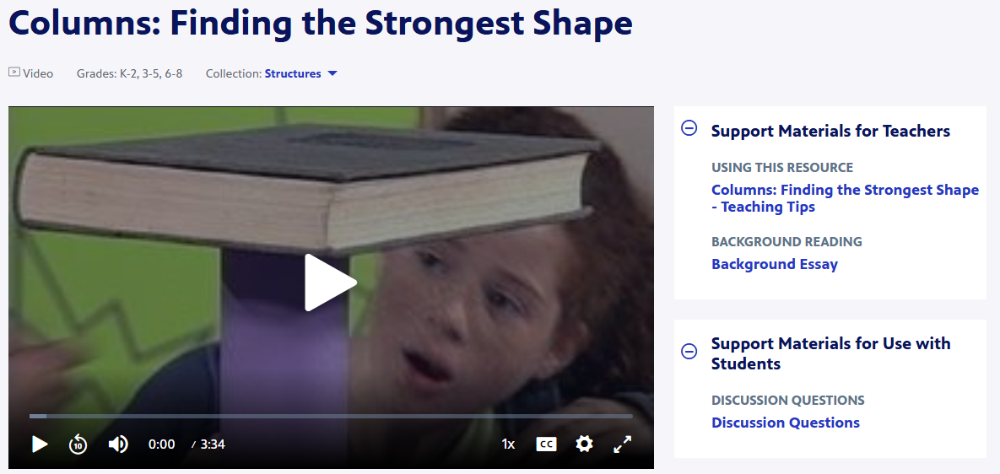 Columns: Finding the Strongest Shape
Video Grades: K-2, 3-5, 6-8 Collection: Structures
10
0:00 / 3:34 1x CC
Support Materials for Teachers
USING THIS RESOURCE
Columns: Finding the Strongest Shape
- Teaching Tips
BACKGROUND READING
Background Essay
Support Materials for Use with
Students
DISCUSSION QUESTIONS
Discussion Questions